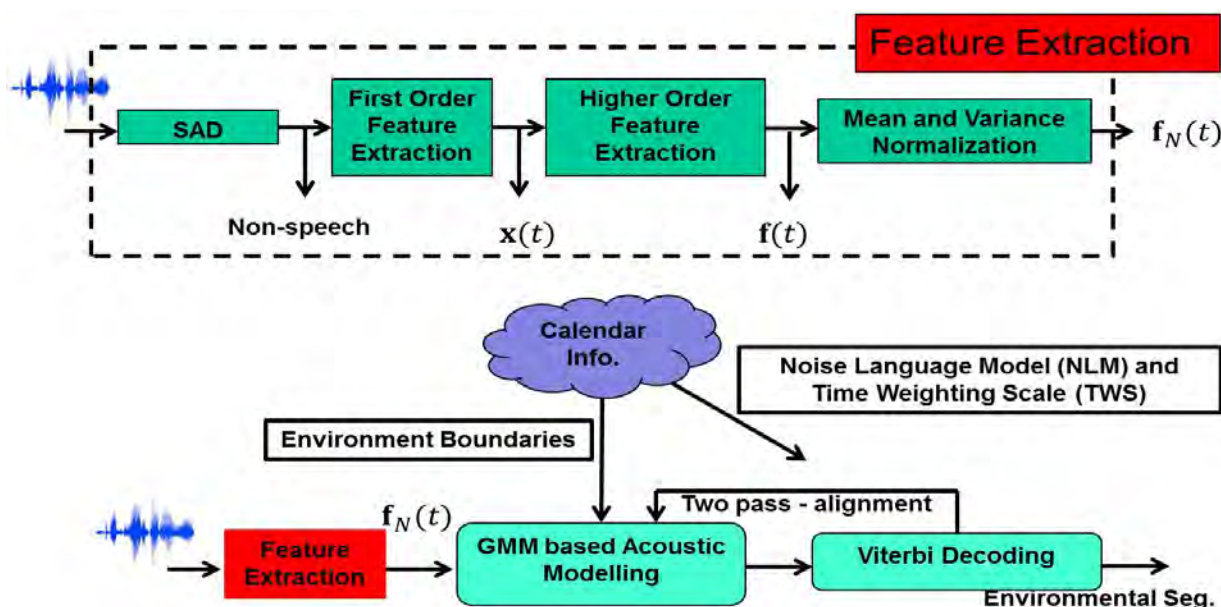 Feature Extraction
SAD
First Order
Feature
Extraction
Higher Order
Feature
Extraction
Mean and Variance
Normalization
𝐟_N(t)
Non-speech
𝐱(t)
𝐟(t)
Calendar
Info.
Noise Language Model (NLM) and
Time Weighting Scale (TWS)
Environment Boundaries
Two pass - alignment
𝐟_N(t)
Feature
Extraction
GMM based Acoustic
Modelling
Viterbi Decoding
Environmental Seg.